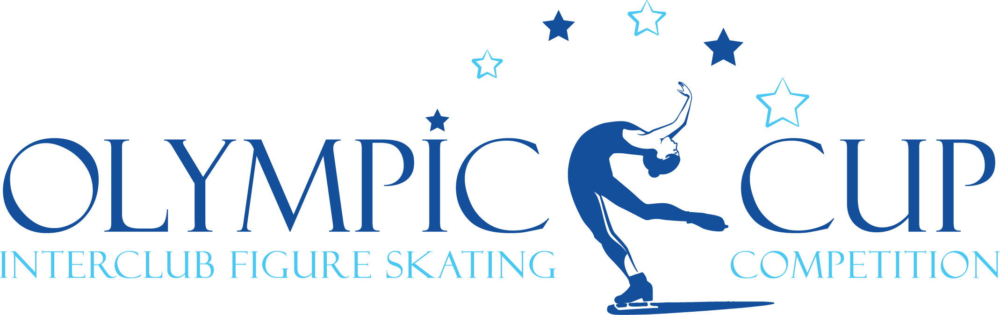 OLYMPIC CUP
INTERCLUB FIGURE SKATING COMPETITION